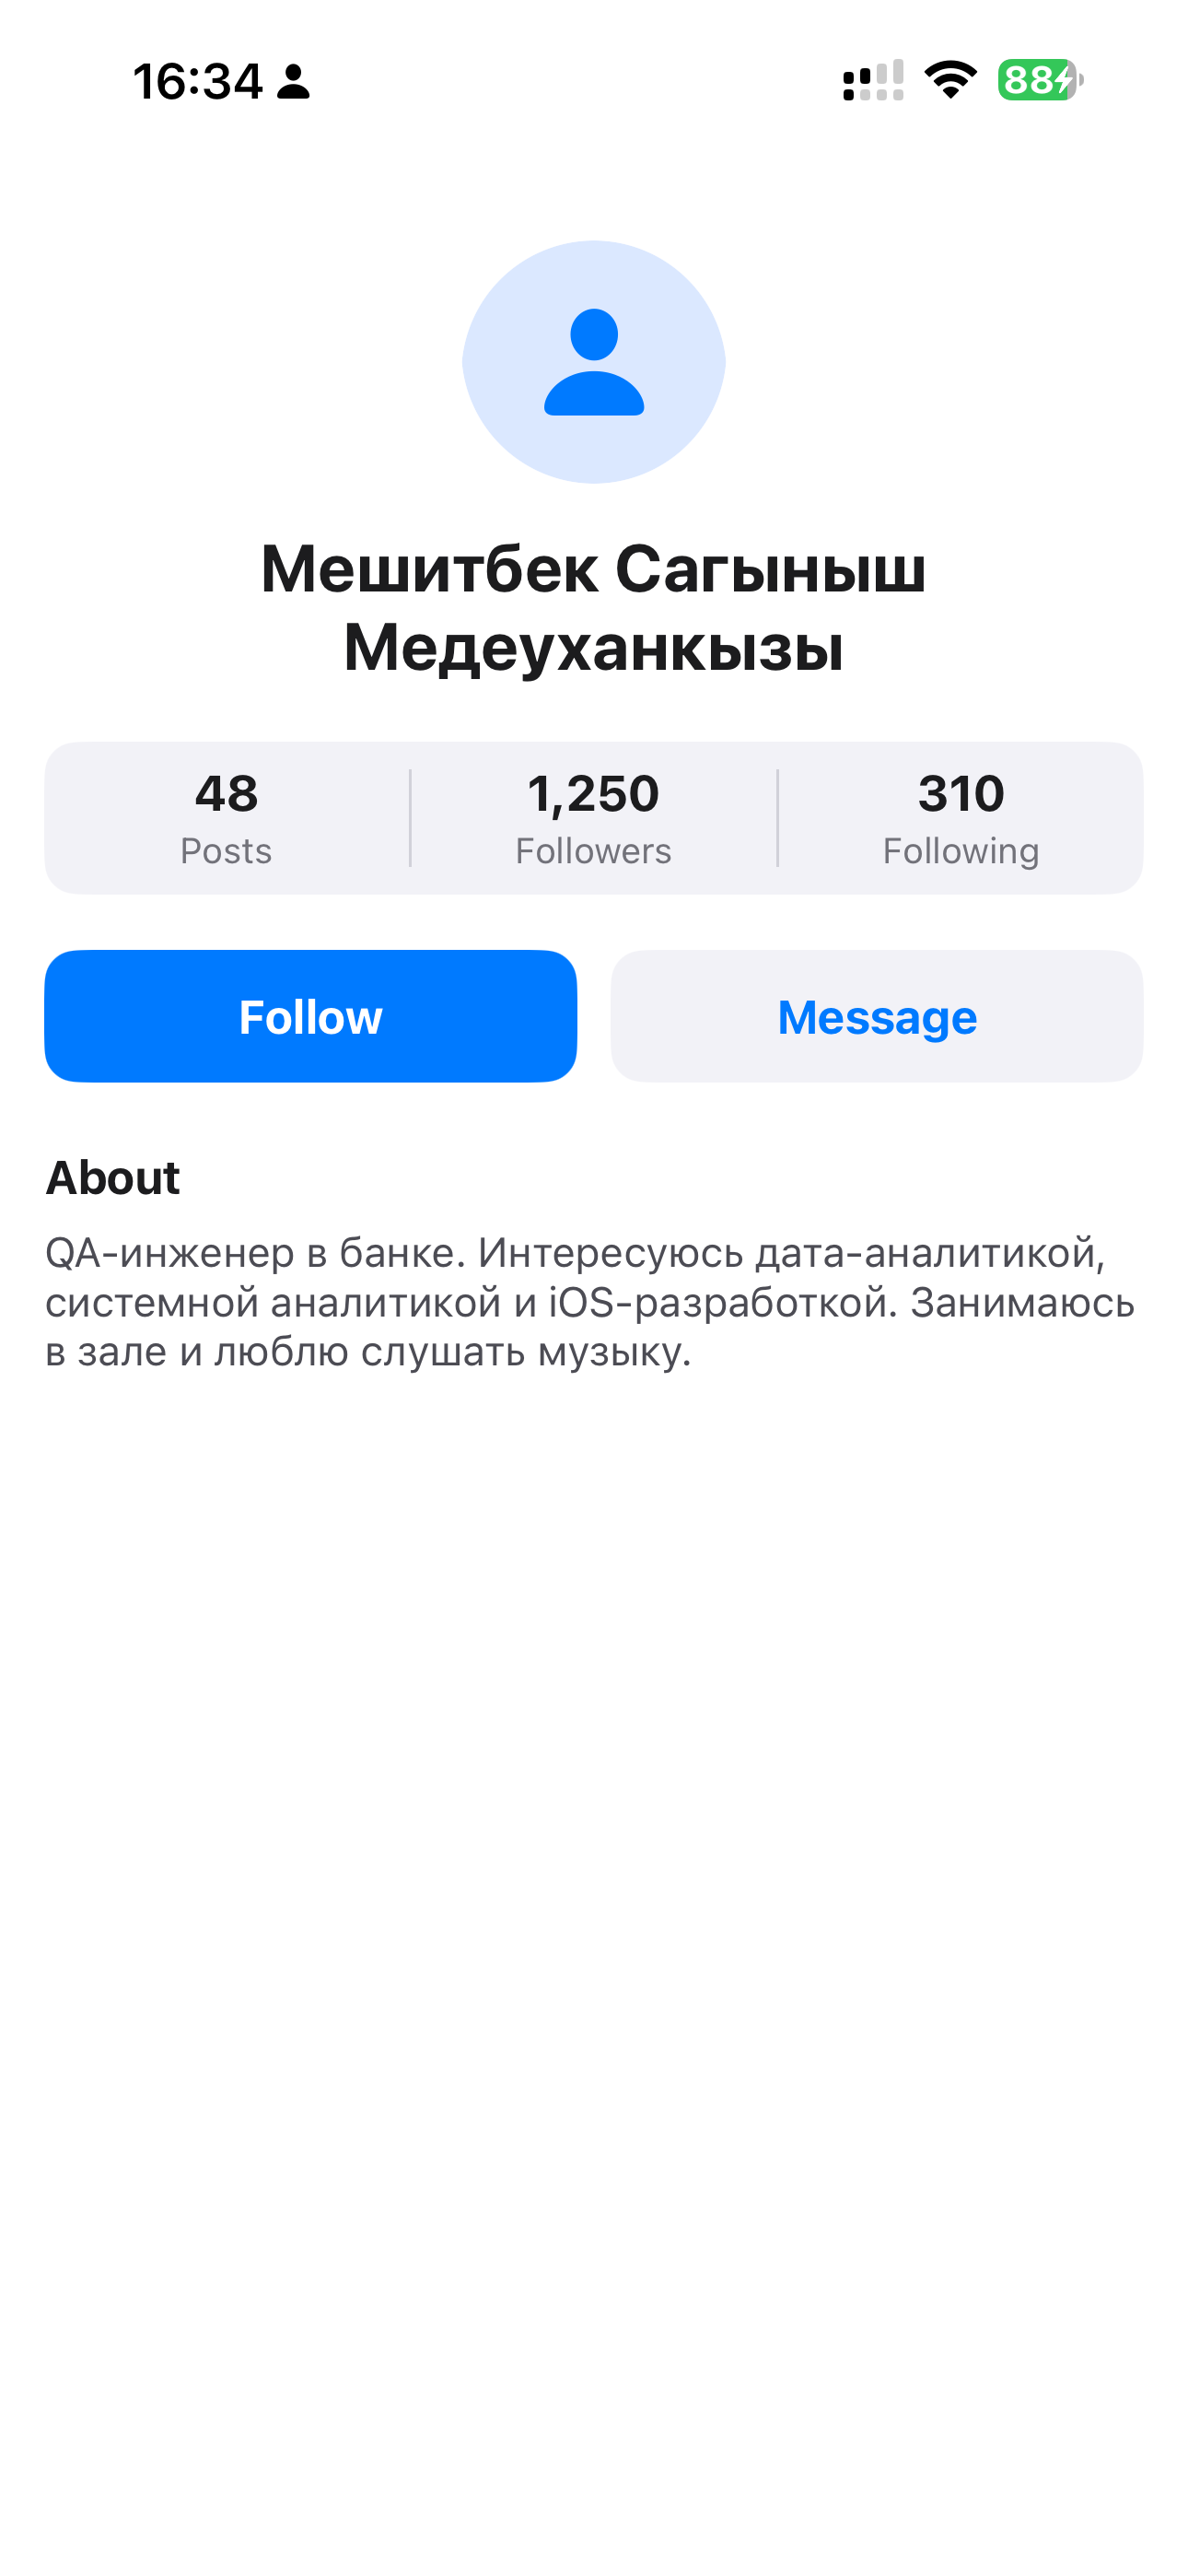 16:34
88
Мешитбек Сагыныш
Медеуханкызы
48
Posts
1,250
Followers
310
Following
Follow
Message
About
QA-инженер в банке. Интересуюсь дата-аналитикой,
системной аналитикой и iOS-разработкой. Занимаюсь
в зале и люблю слушать музыку.